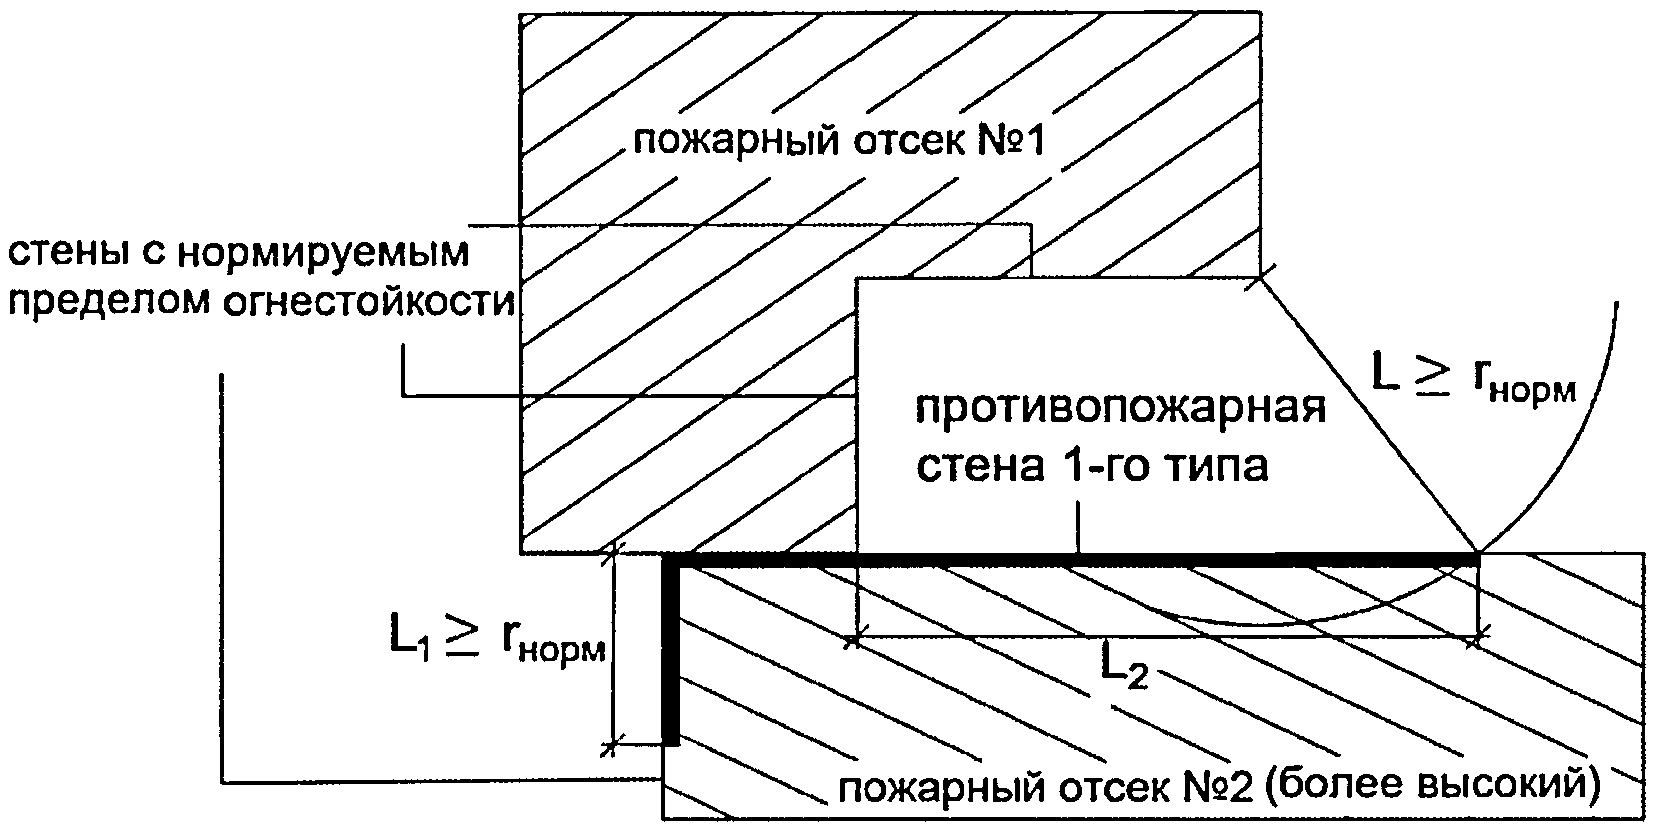 пожарный отсек №1
стены с нормируемым
пределом огнестойкости
L ≥ rнорм
противопожарная
стена 1-го типа
L1 ≥ rнорм
L2
пожарный отсек №2 (более высокий)